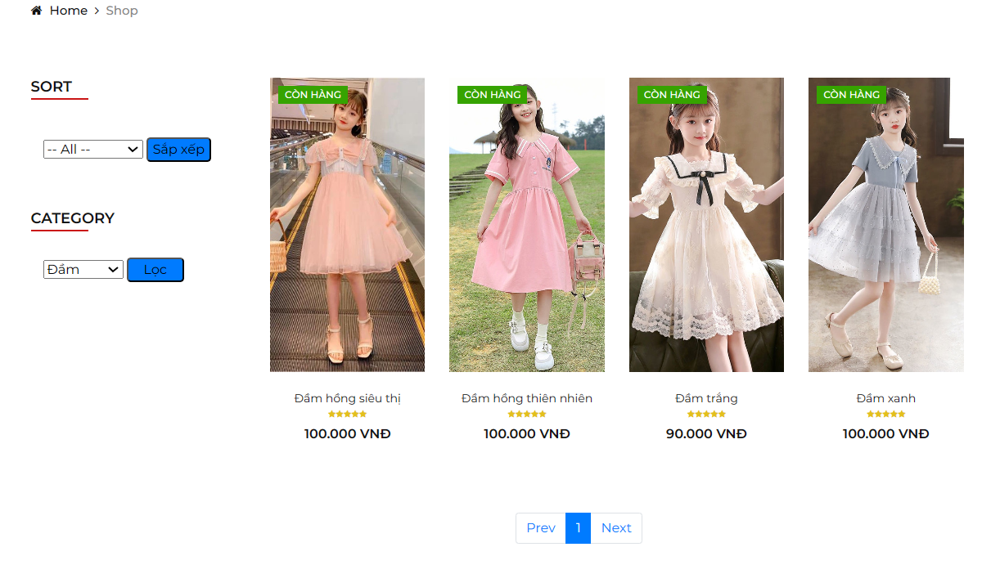 Home > Shop
SORT
-- All --
Sắp xếp
CATEGORY
Đầm
Lọc
CÒN HÀNG
CÒN HÀNG
CÒN HÀNG
CÒN HÀNG
Đầm hồng siêu thị
100.000 VNĐ
Đầm hồng thiên nhiên
100.000 VNĐ
Đầm trắng
90.000 VNĐ
Đầm xanh
100.000 VNĐ
Prev 1 Next